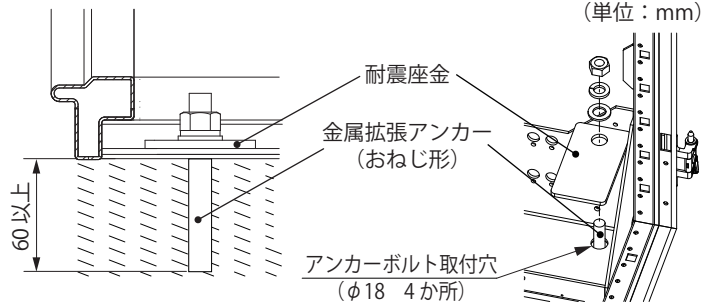 (単位：mm)
耐震座金
金属拡張アンカー
（おねじ形）
60以上
アンカーボルト取付穴
（φ18　4か所）